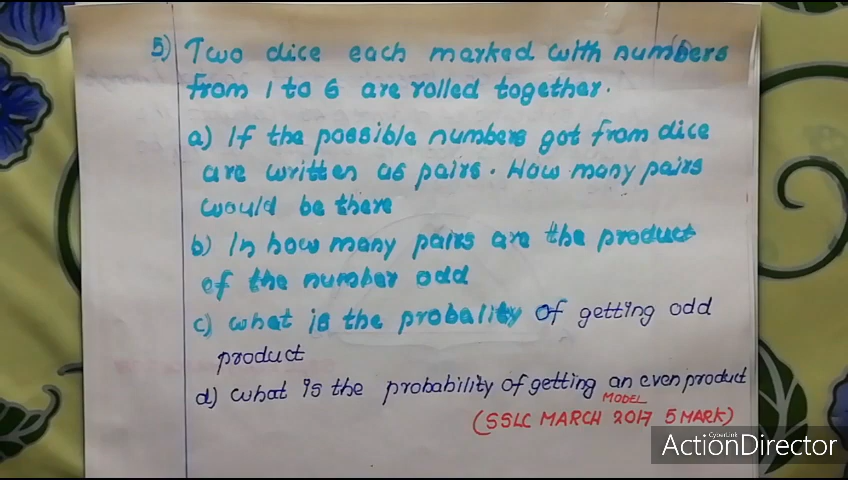 5) Two dice each marked with numbers
from 1 to 6 are rolled together.
a) If the possible numbers got from dice
are written as pairs. How many pairs
would be there
b) In how many pairs are the product
of the number odd
c) what is the probality of getting odd
product
d) what is the probability of getting an even product
MODEL
(SSLC MARCH 2017 5 MARK)
CyberLink
ActionDirector